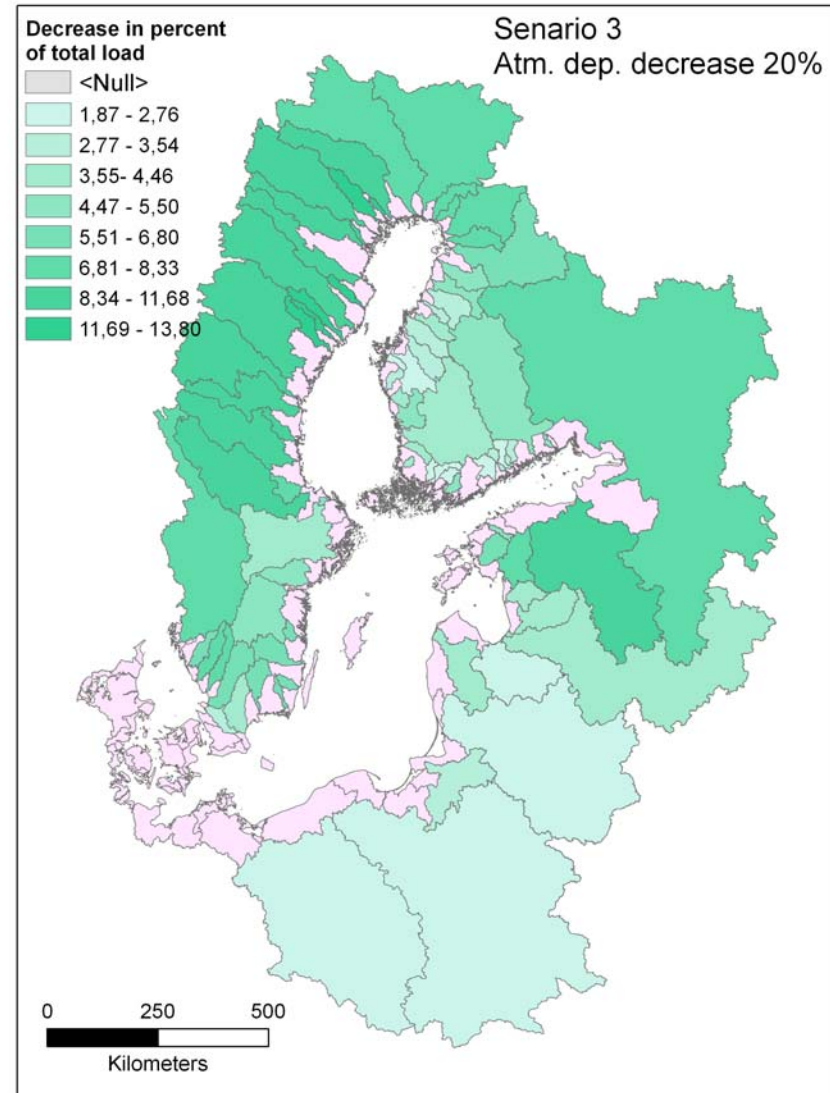 Decrease in percent
of total load
<Null>
1,87 - 2,76
2,77 - 3,54
3,55- 4,46
4,47 - 5,50
5,51 - 6,80
6,81 - 8,33
8,34 - 11,68
11,69 - 13,80
Senario 3
Atm. dep. decrease 20%
0 250 500
Kilometers